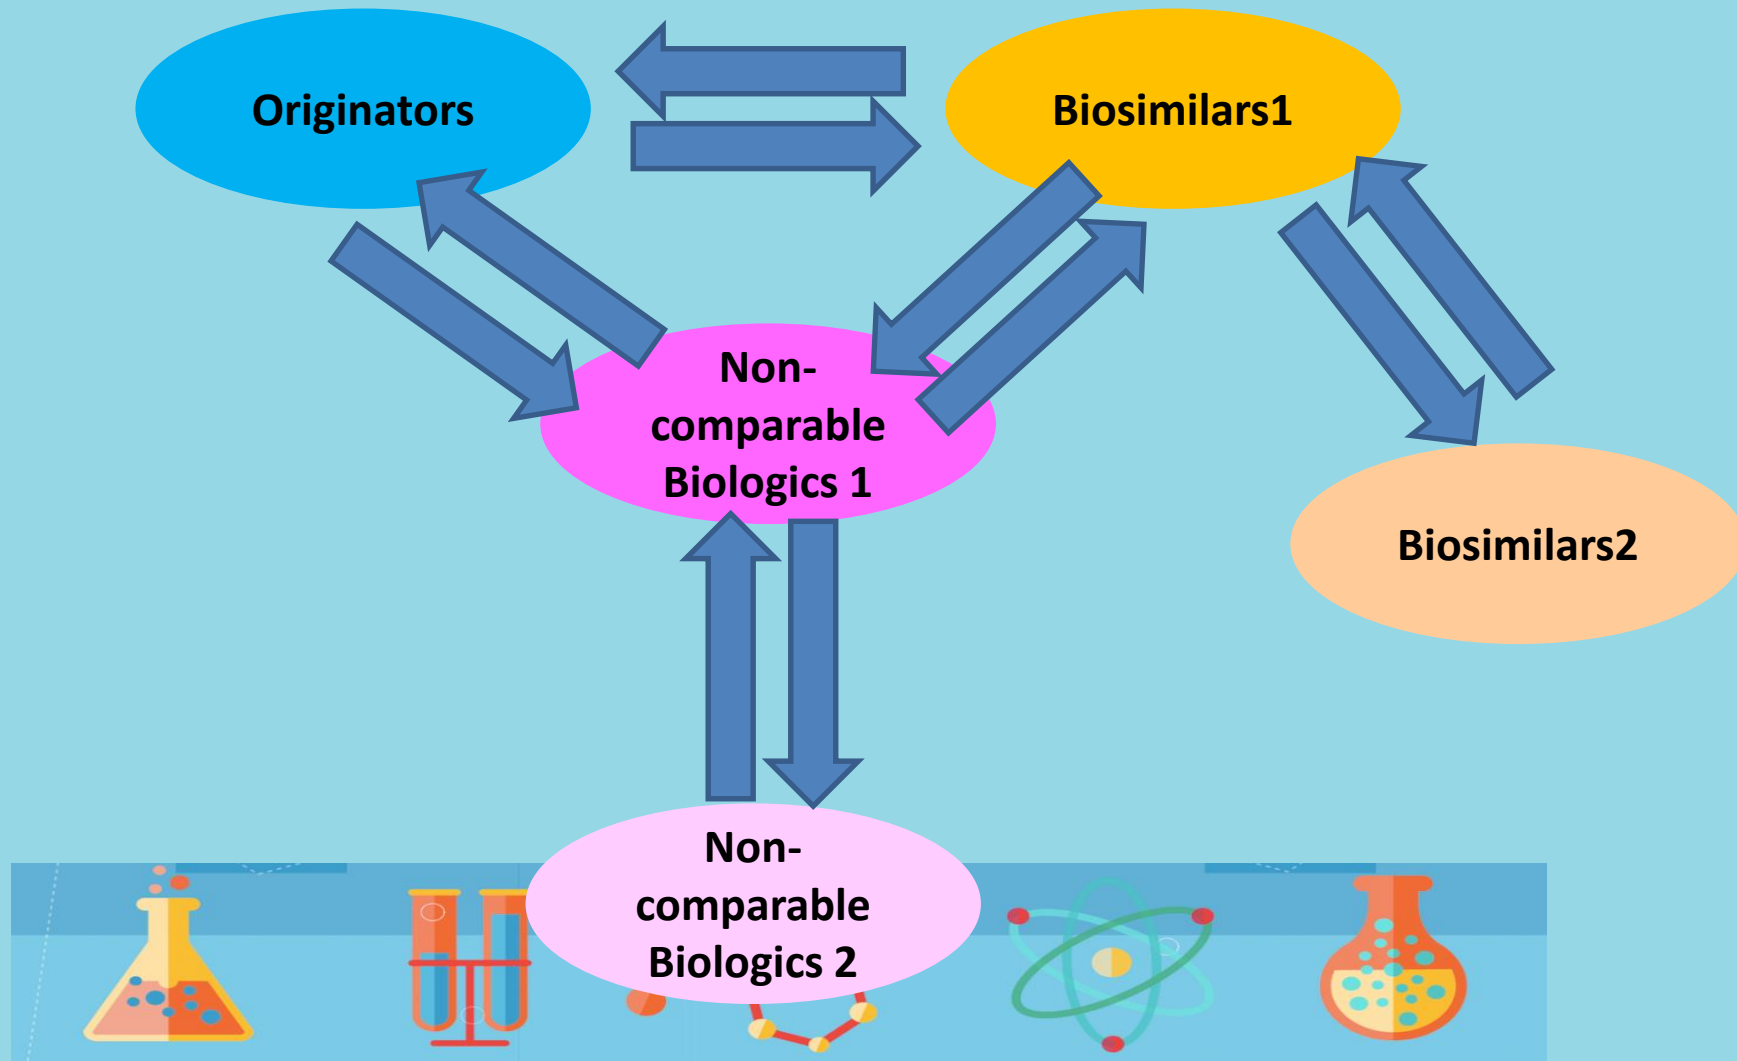 Originators
Biosimilars1
Non-
comparable
Biologics 1
Biosimilars2
Non-
comparable
Biologics 2